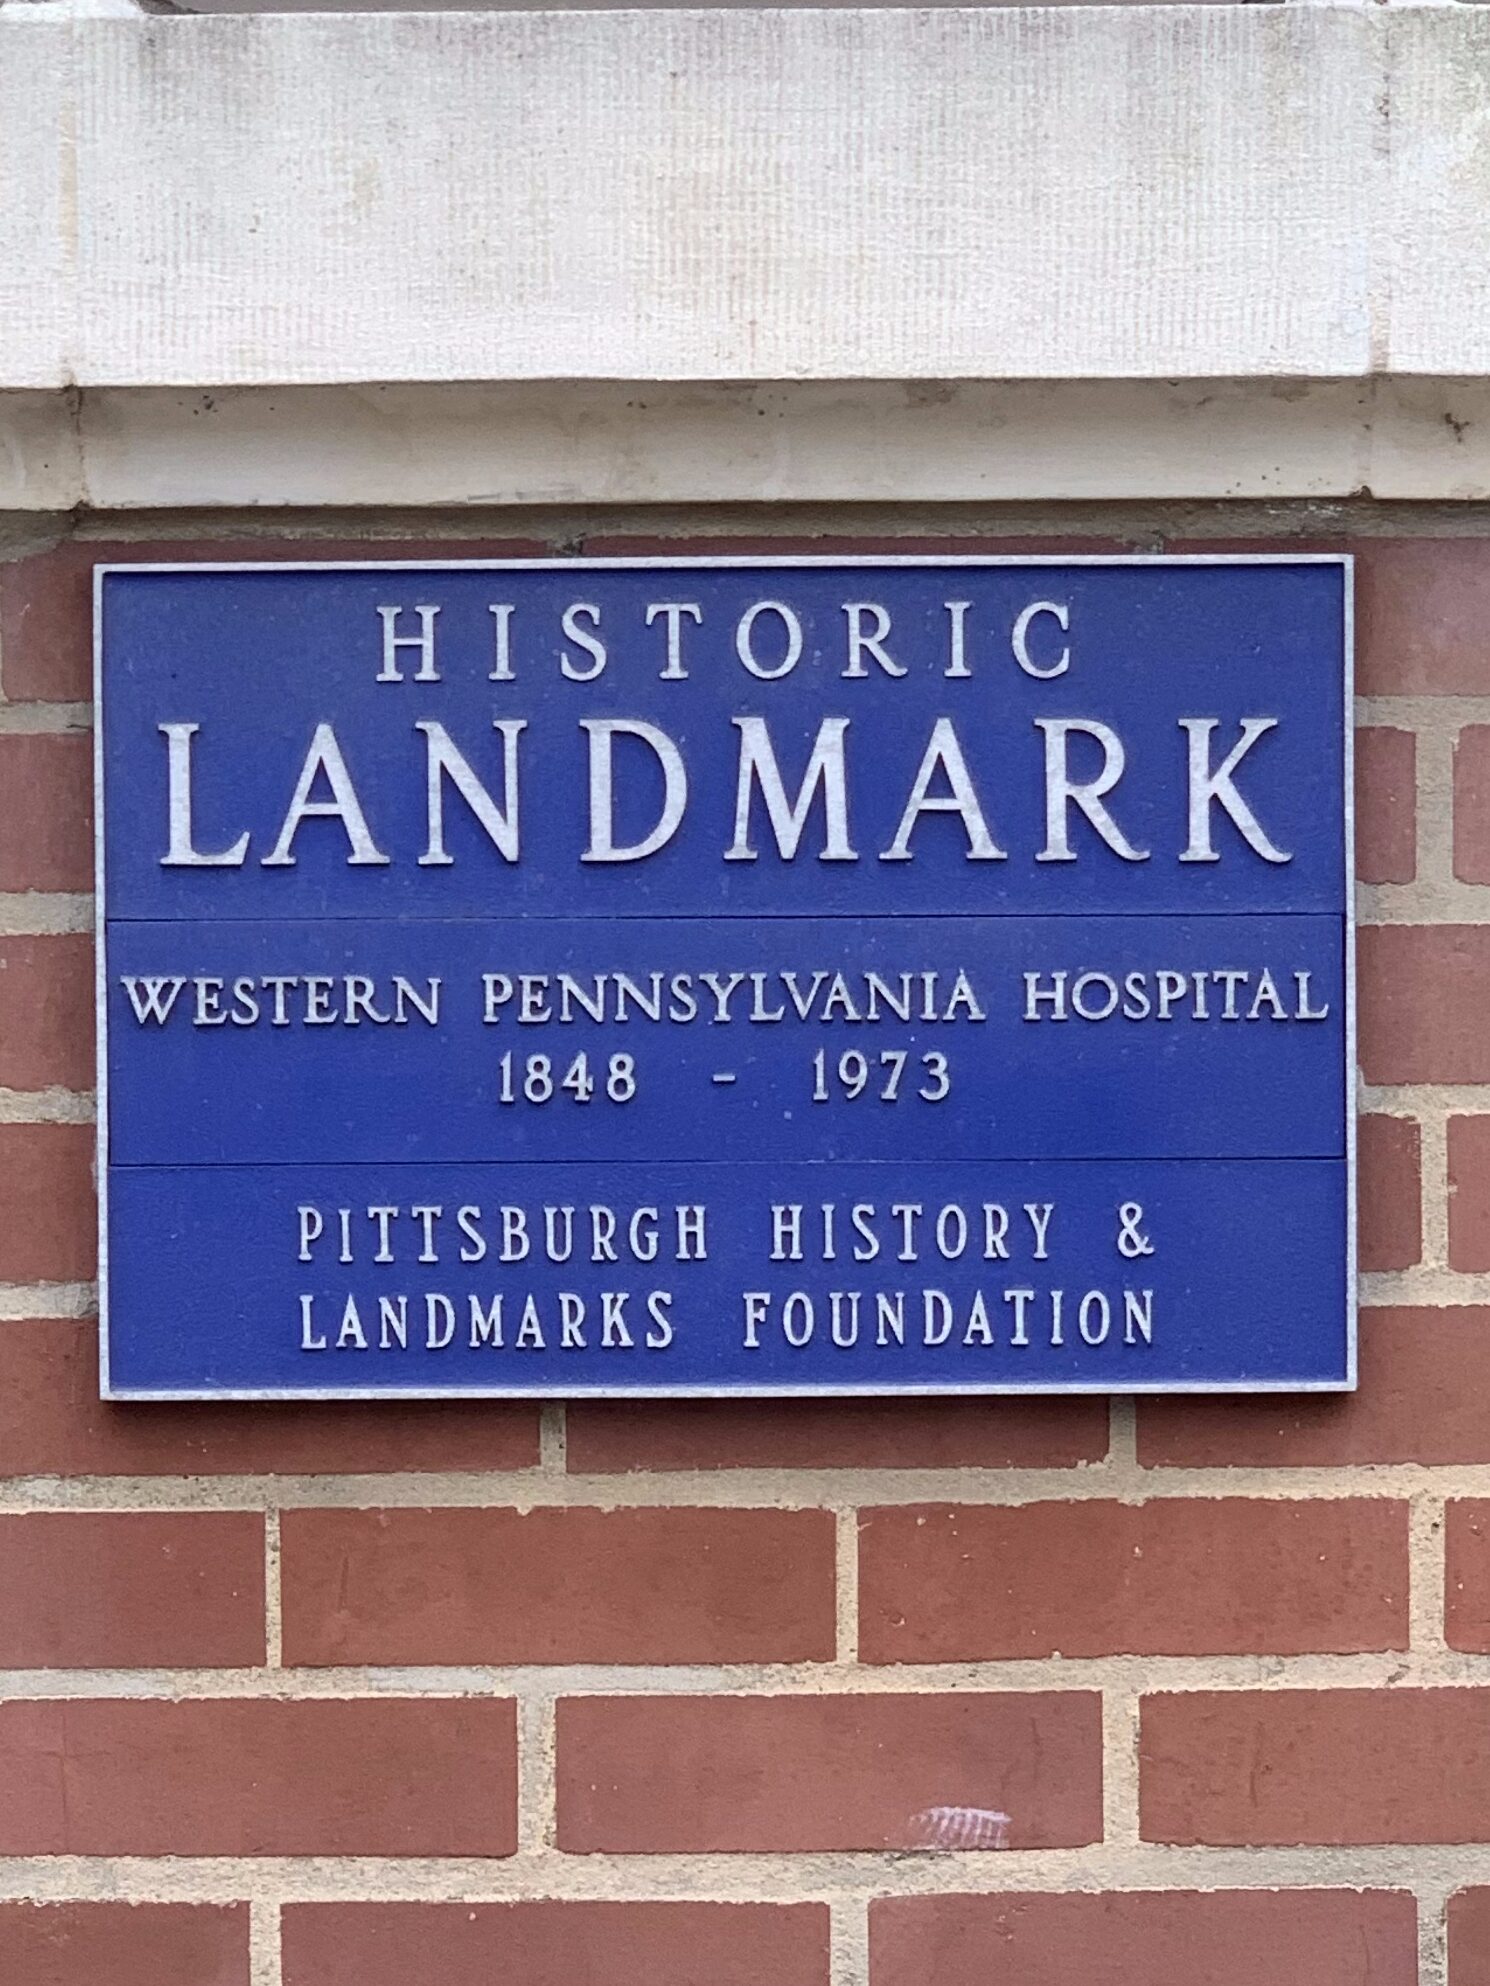 HISTORIC
LANDMARK
WESTERN PENNSYLVANIA HOSPITAL
1848 - 1973
PITTSBURGH HISTORY &
LANDMARKS FOUNDATION